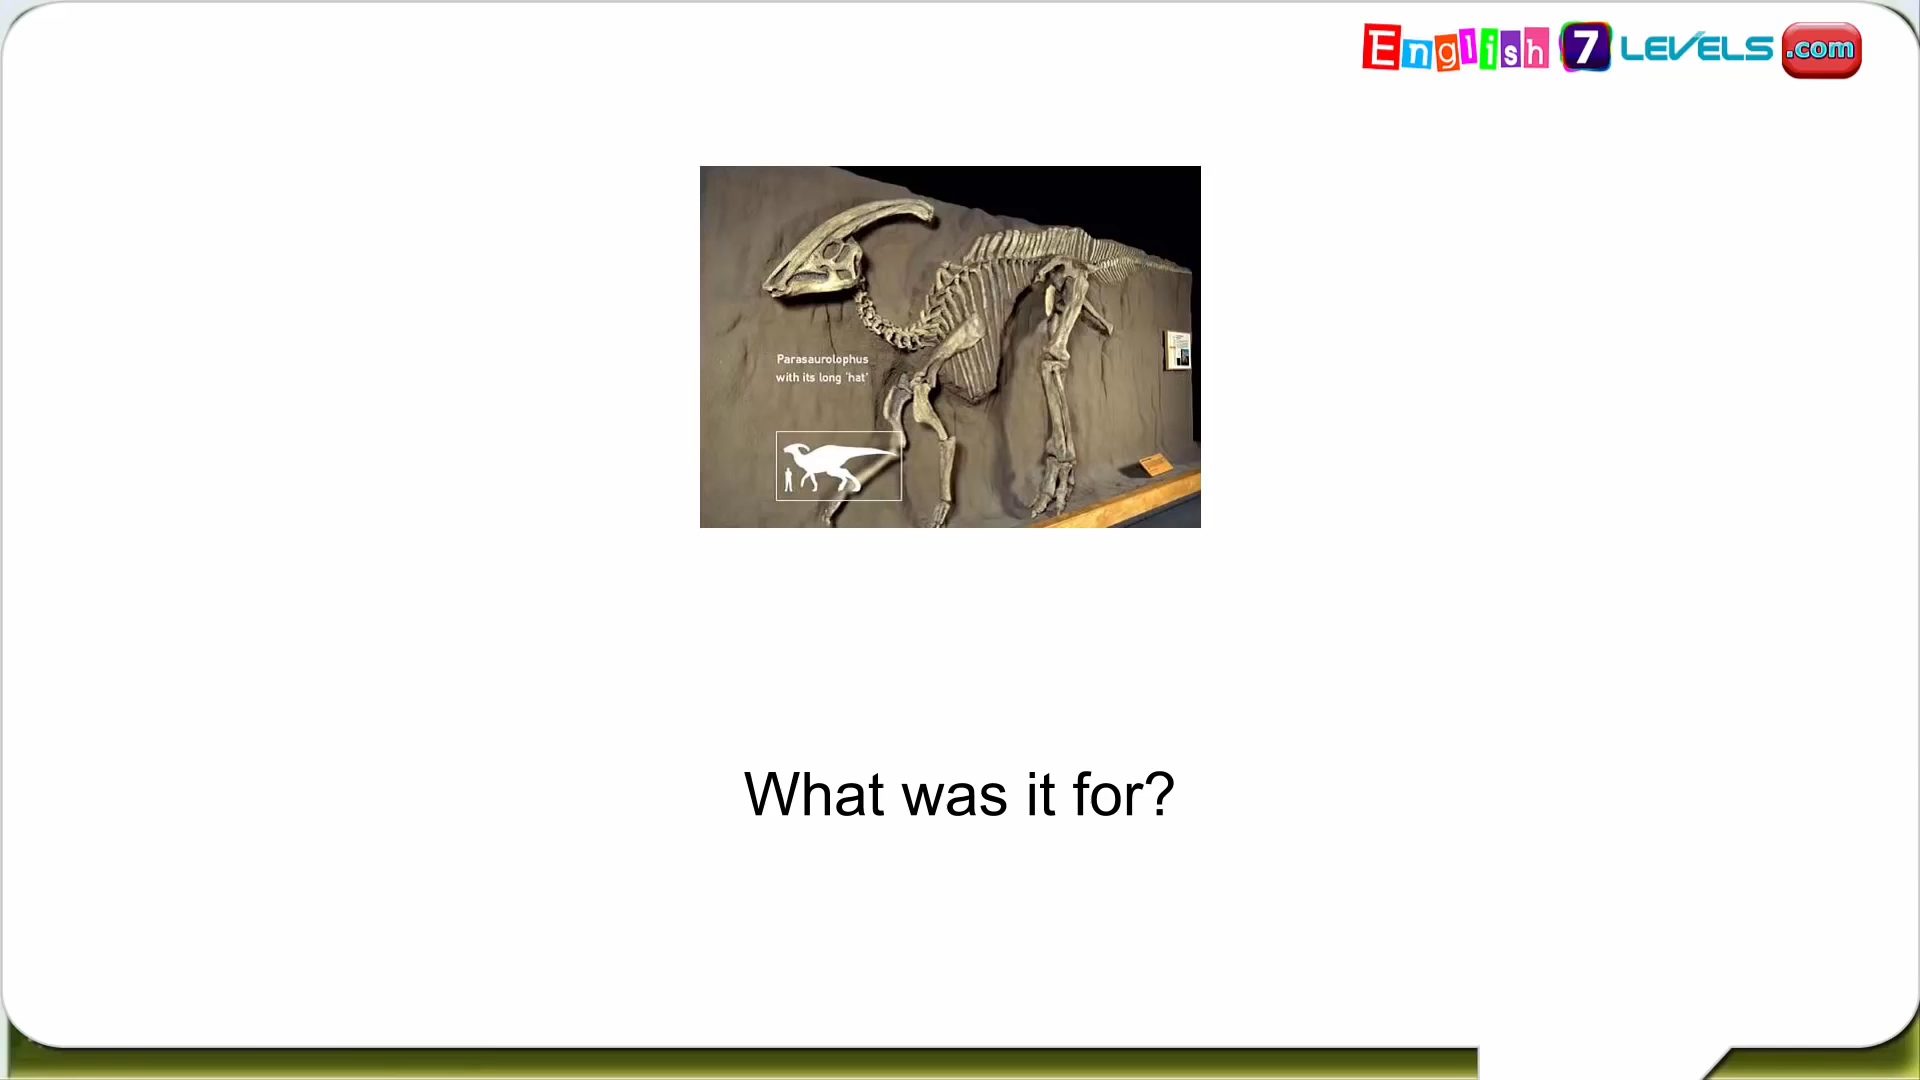 English 7 LEVELS .com
Parasaurolophus
with its long 'hat'
What was it for?